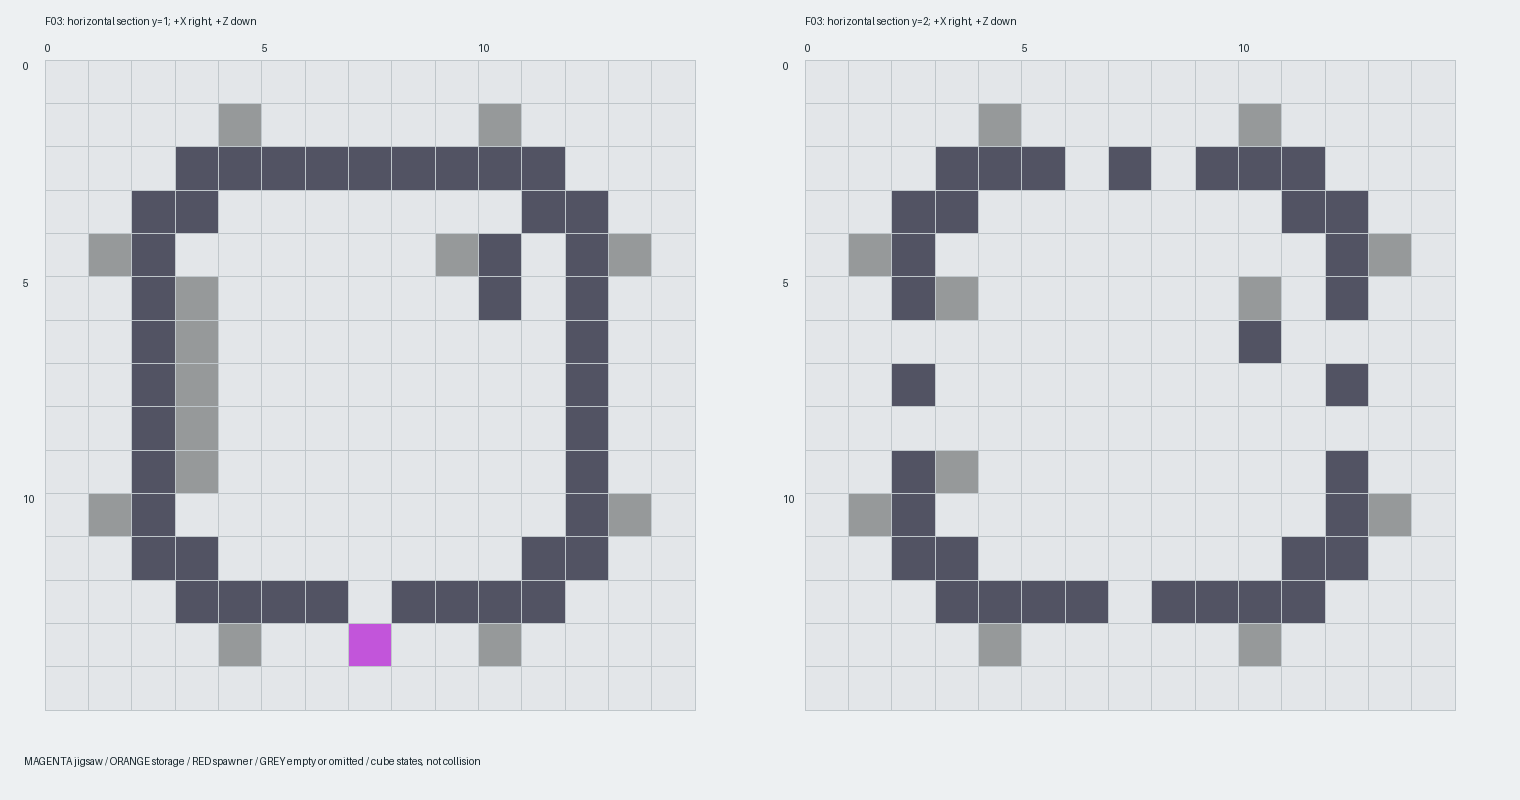 F03: horizontal section y=1; +X right, +Z down
F03: horizontal section y=2; +X right, +Z down
0 5 10
0 5 10
0
0
5
5
10
10
MAGENTA jigsaw / ORANGE storage / RED spawner / GREY empty or omitted / cube states, not collision